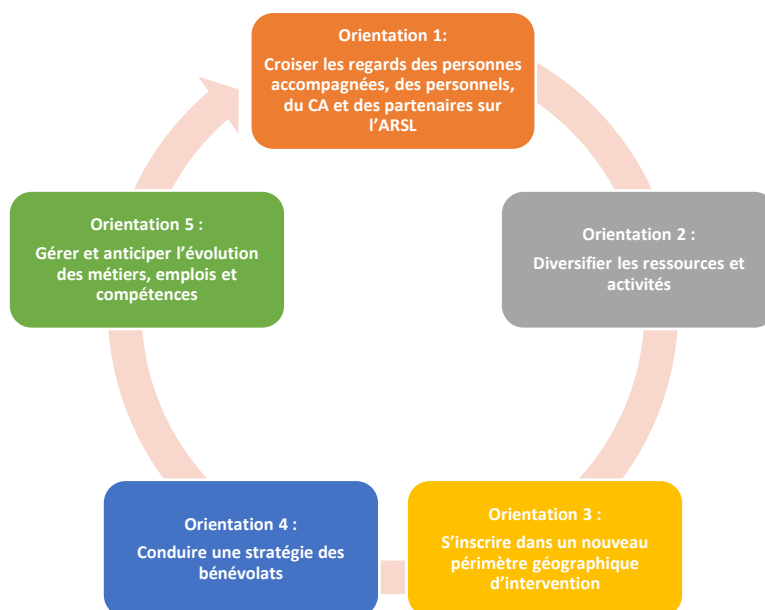 Orientation 1:
Croiser les regards des personnes
accompagnées, des personnels,
du CA et des partenaires sur
l’ARSL
Orientation 2 :
Diversifier les ressources et
activités
Orientation 3 :
S’inscrire dans un nouveau
périmètre géographique
d’intervention
Orientation 4 :
Conduire une stratégie des
bénévolats
Orientation 5 :
Gérer et anticiper l’évolution
des métiers, emplois et
compétences